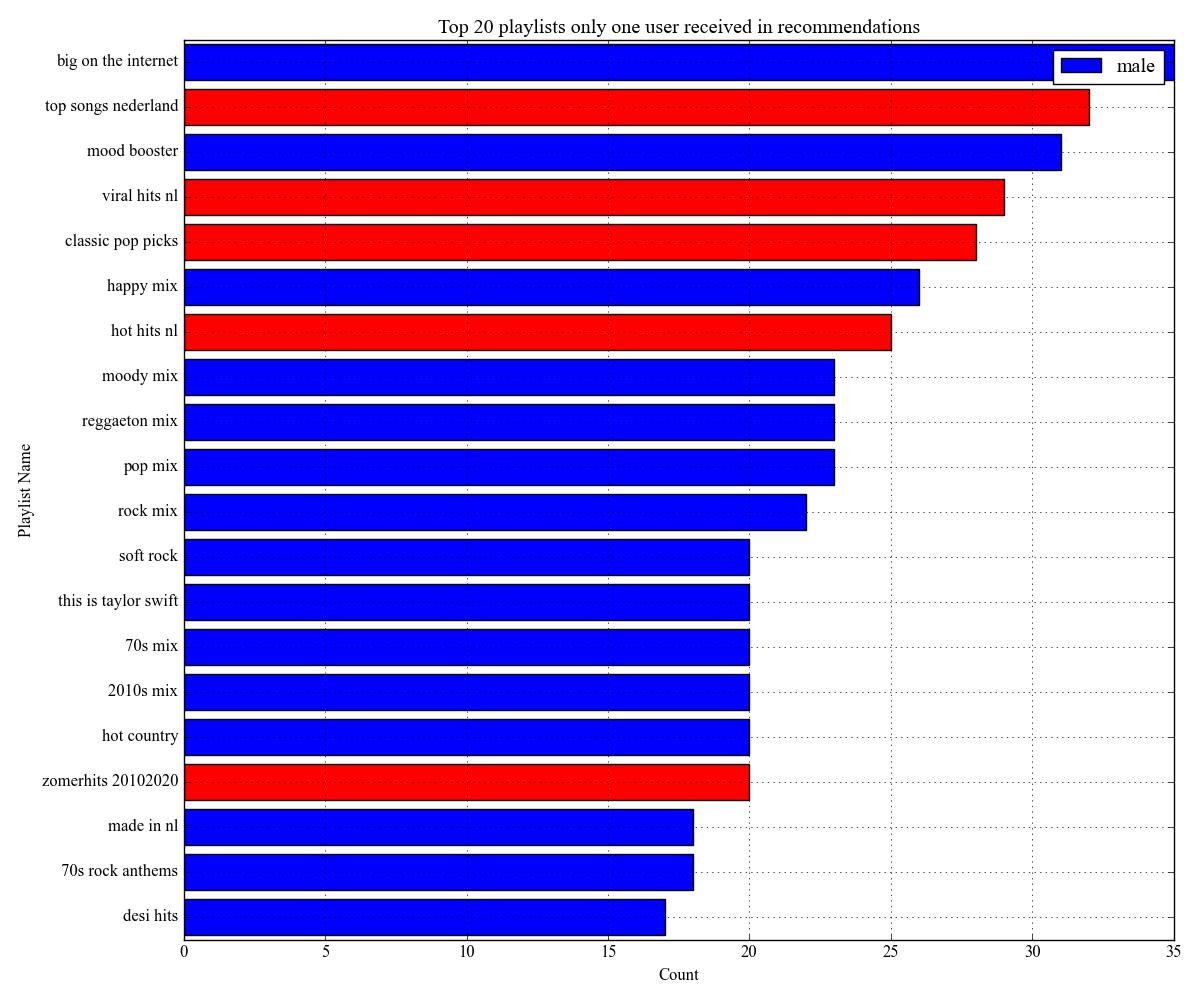 Top 20 playlists only one user received in recommendations
big on the internet
male
top songs nederland
mood booster
viral hits nl
classic pop picks
happy mix
hot hits nl
moody mix
reggaeton mix
pop mix
rock mix
soft rock
this is taylor swift
70s mix
2010s mix
hot country
zomerhits 20102020
made in nl
70s rock anthems
desi hits
Playlist Name
0 5 10 15 20 25 30 35
Count